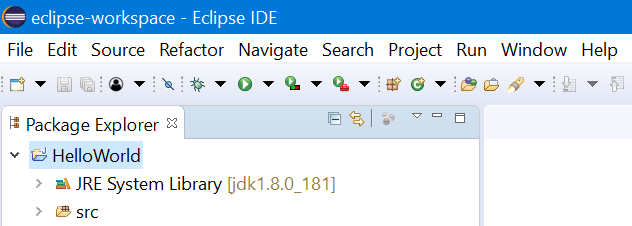 eclipse-workspace - Eclipse IDE
File Edit Source Refactor Navigate Search Project Run Window Help
Package Explorer
HelloWorld
JRE System Library [jdk1.8.0_181]
src